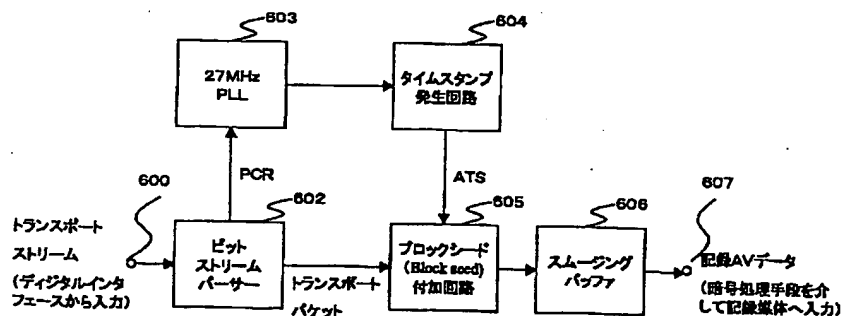 603
604
27MHz
PLL
タイムスタンプ
発生回路
PCR
ATS
600
602
605
606
607
トランスポート
ストリーム
(ディジタルインタ
フェースから入力)
ビット
ストリーム
パーサー
トランスポート
パケット
ブロックシード
(Block seed)
付加回路
スムージング
バッファ
記録AVデータ
(暗号処理手段を介
して記録媒体へ入力)